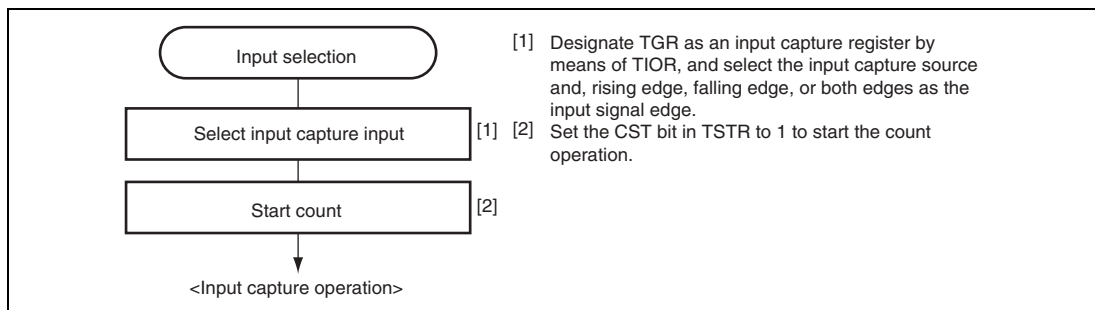 Input selection
Select input capture input
[1]
Start count
[2]
<Input capture operation>
[1] Designate TGR as an input capture register by
means of TIOR, and select the input capture source
and, rising edge, falling edge, or both edges as the
input signal edge.
[2] Set the CST bit in TSTR to 1 to start the count
operation.